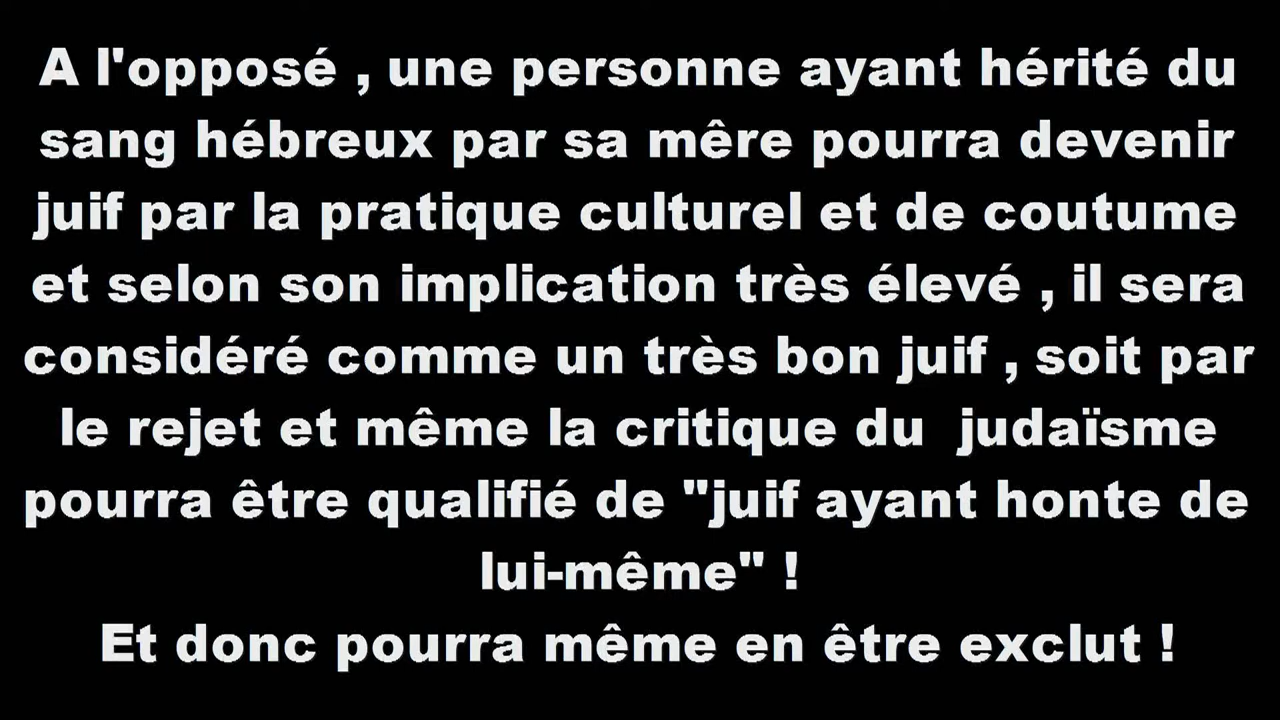 A l'opposé , une personne ayant hérité du
sang hébreux par sa mêre pourra devenir
juif par la pratique culturel et de coutume
et selon son implication très élevé , il sera
considéré comme un très bon juif , soit par
le rejet et même la critique du  judaïsme
pourra être qualifié de "juif ayant honte de
lui-même" !
Et donc pourra même en être exclut !